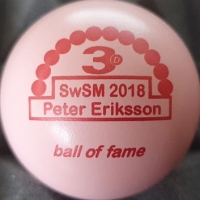 3D
SwSM 2018
Peter Eriksson
ball of fame